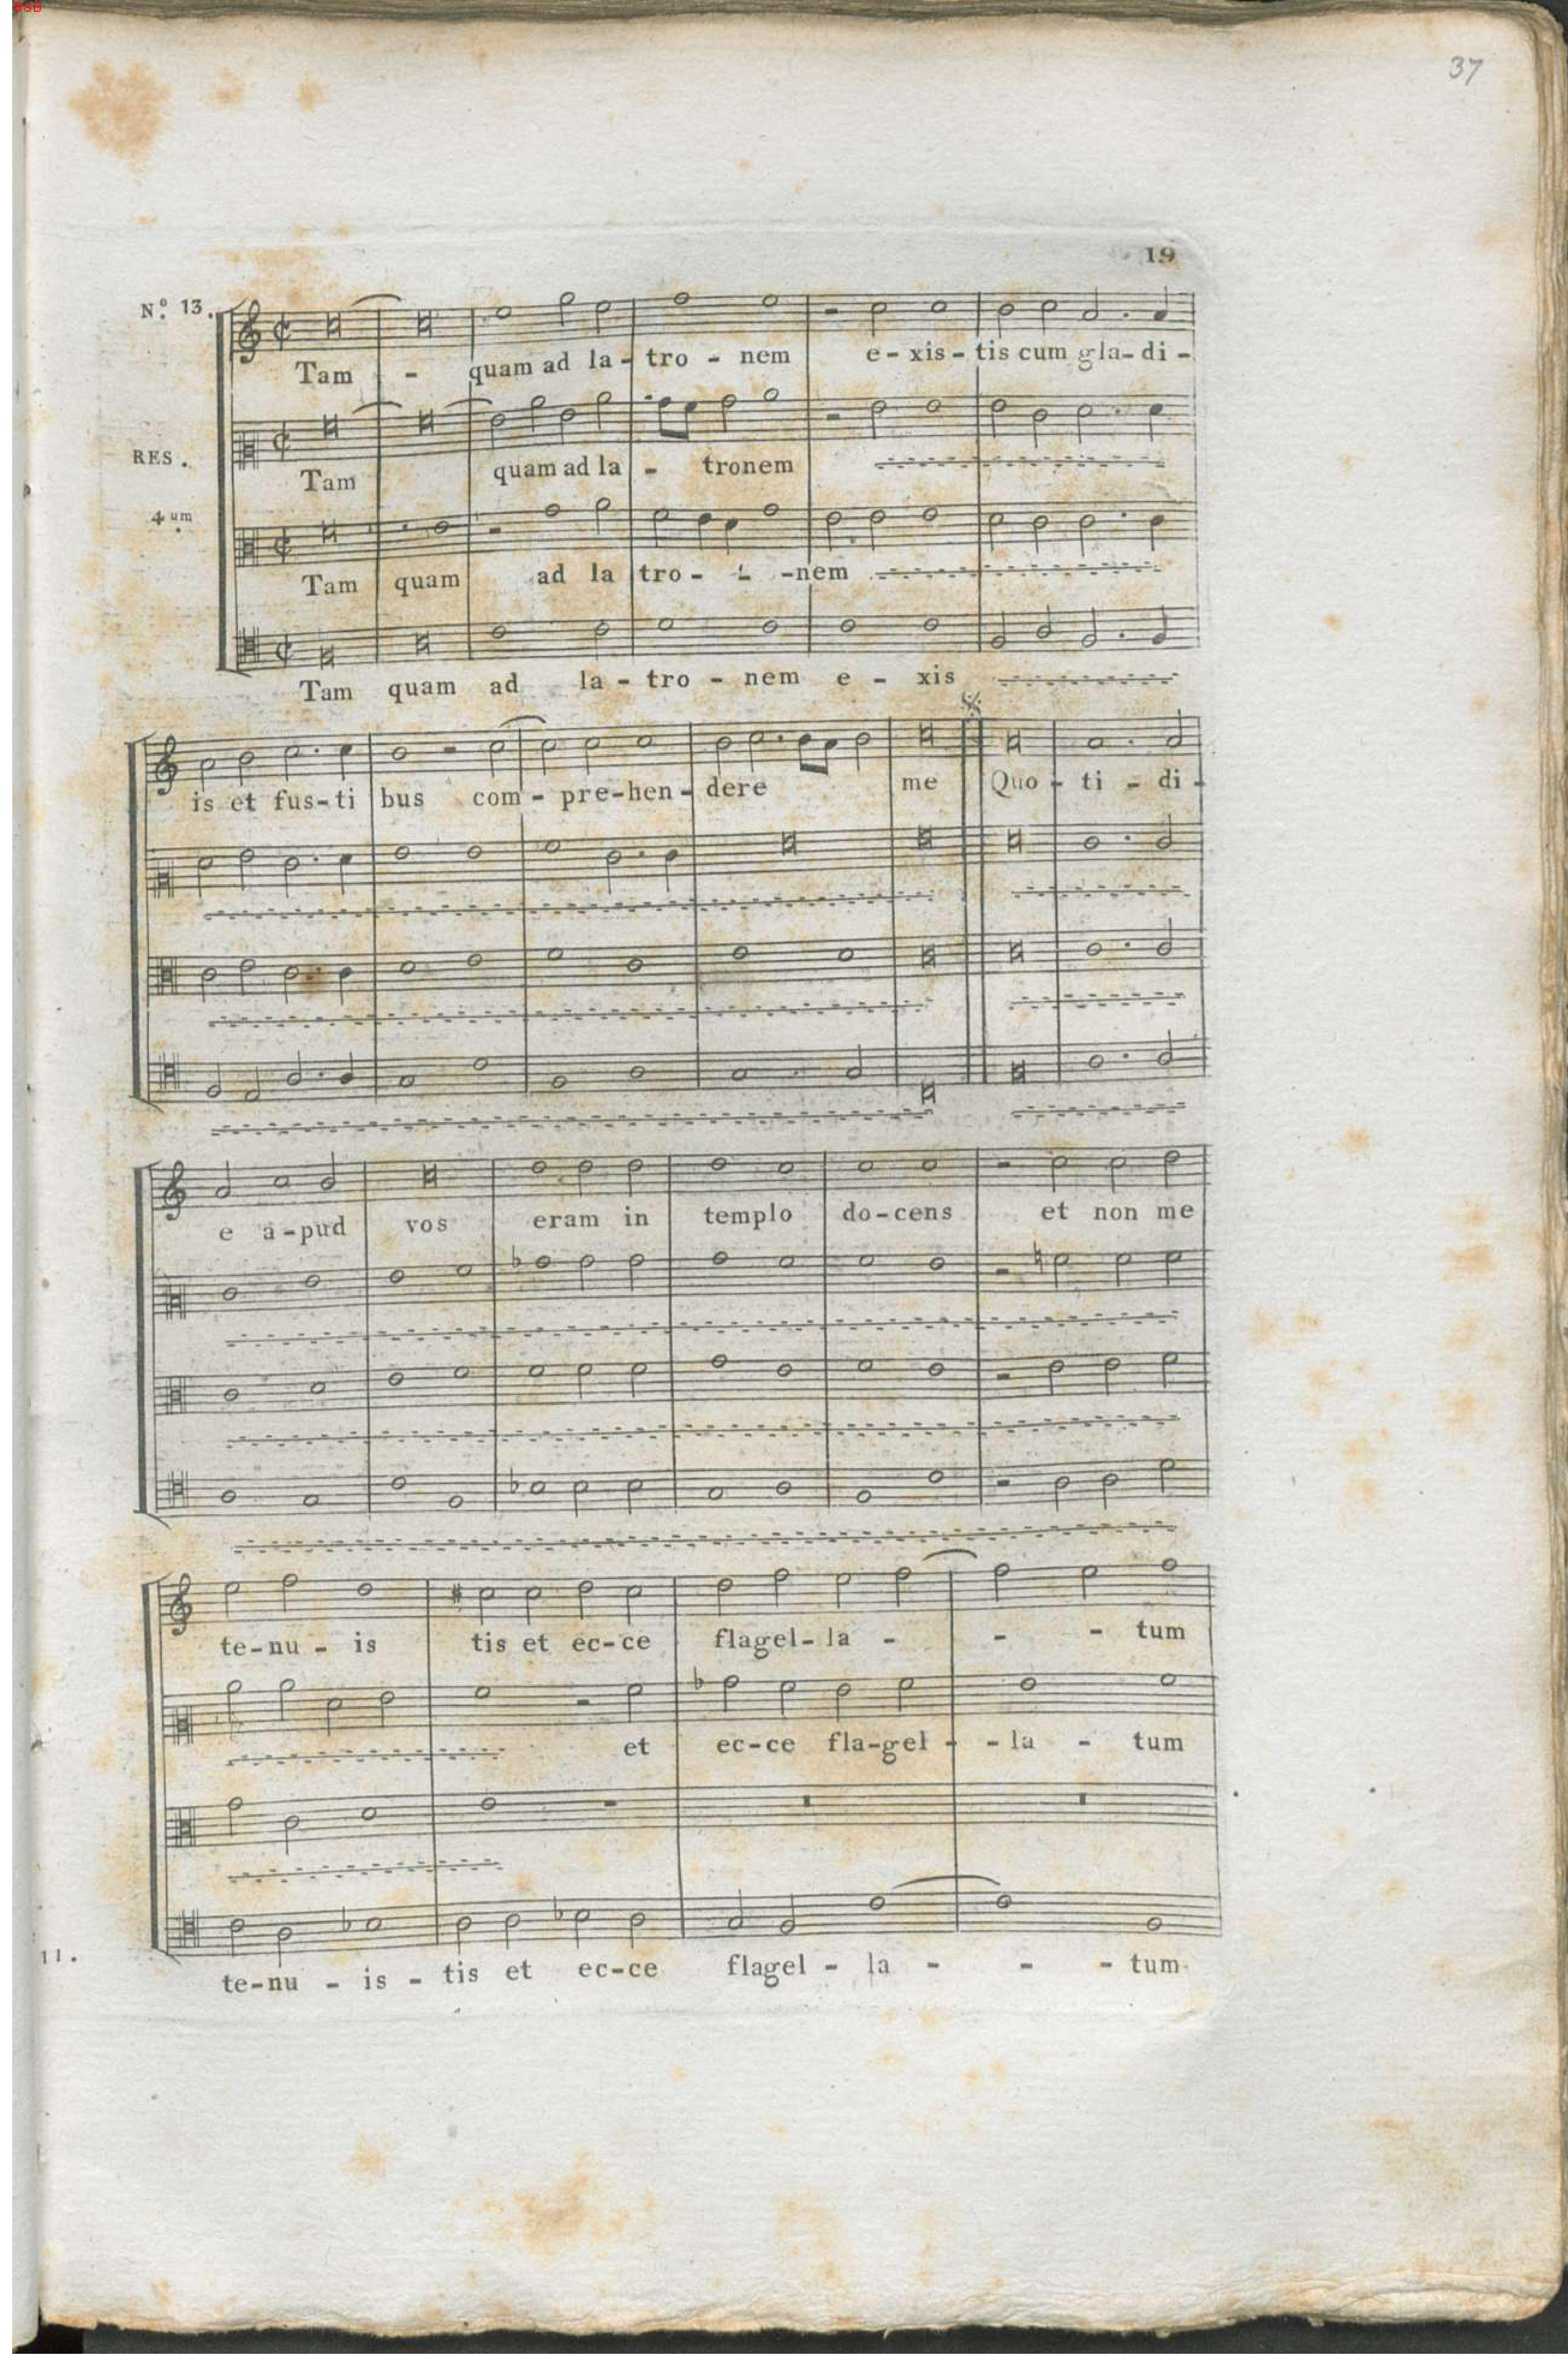 BSB
37
19
Nº. 13.
Tam - quam ad la - tro - nem e - xis - tis cum gla - di -
RES.
Tam quam ad la - tronem
4um.
Tam quam ad la tro - - -nem
Tam quam ad la - tro - nem e - xis
is et fus-ti bus com - pre-hen - dere me Quo - ti - di -
e a-pud vos eram in templo do-cens et non me
te-nu - is tis et ec-ce flagel-la - - - tum
et ec-ce fla-gel - -la - tum
11.
te-nu - is - tis et ec-ce flagel - la - - - tum